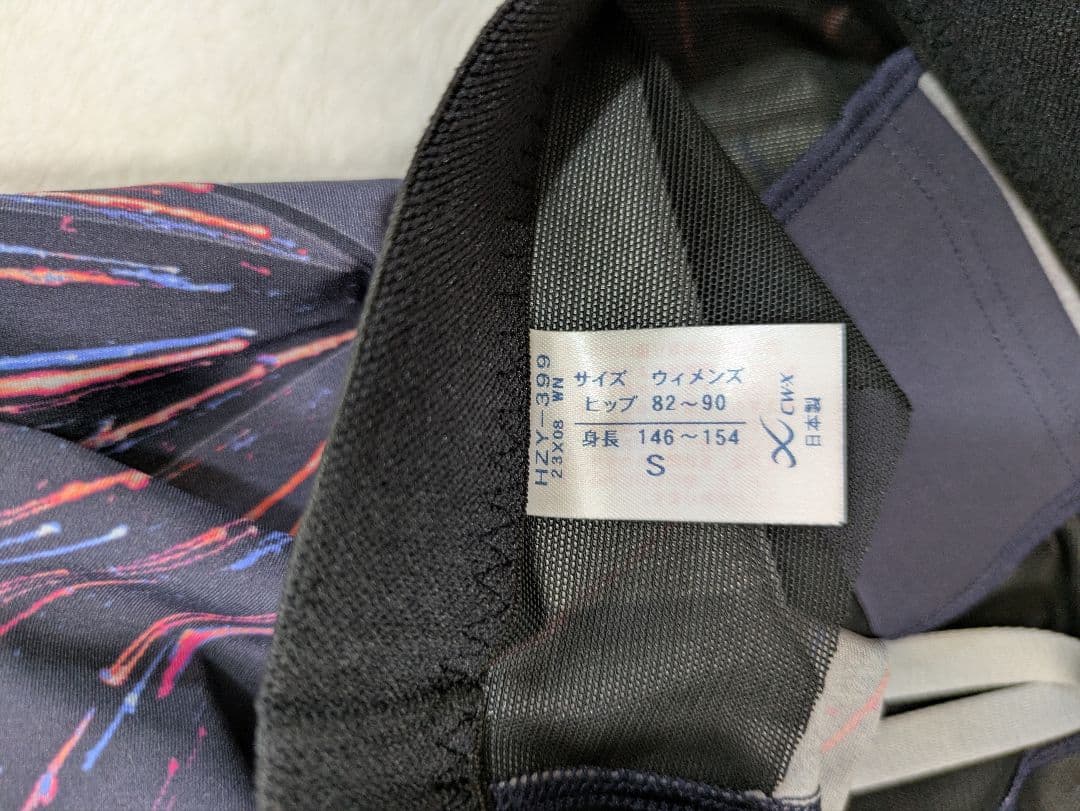 HZY-399
23X08 WN
サイズ ウィメンズ
ヒップ 82~90
身長 146~154
S
CW-X
日本製